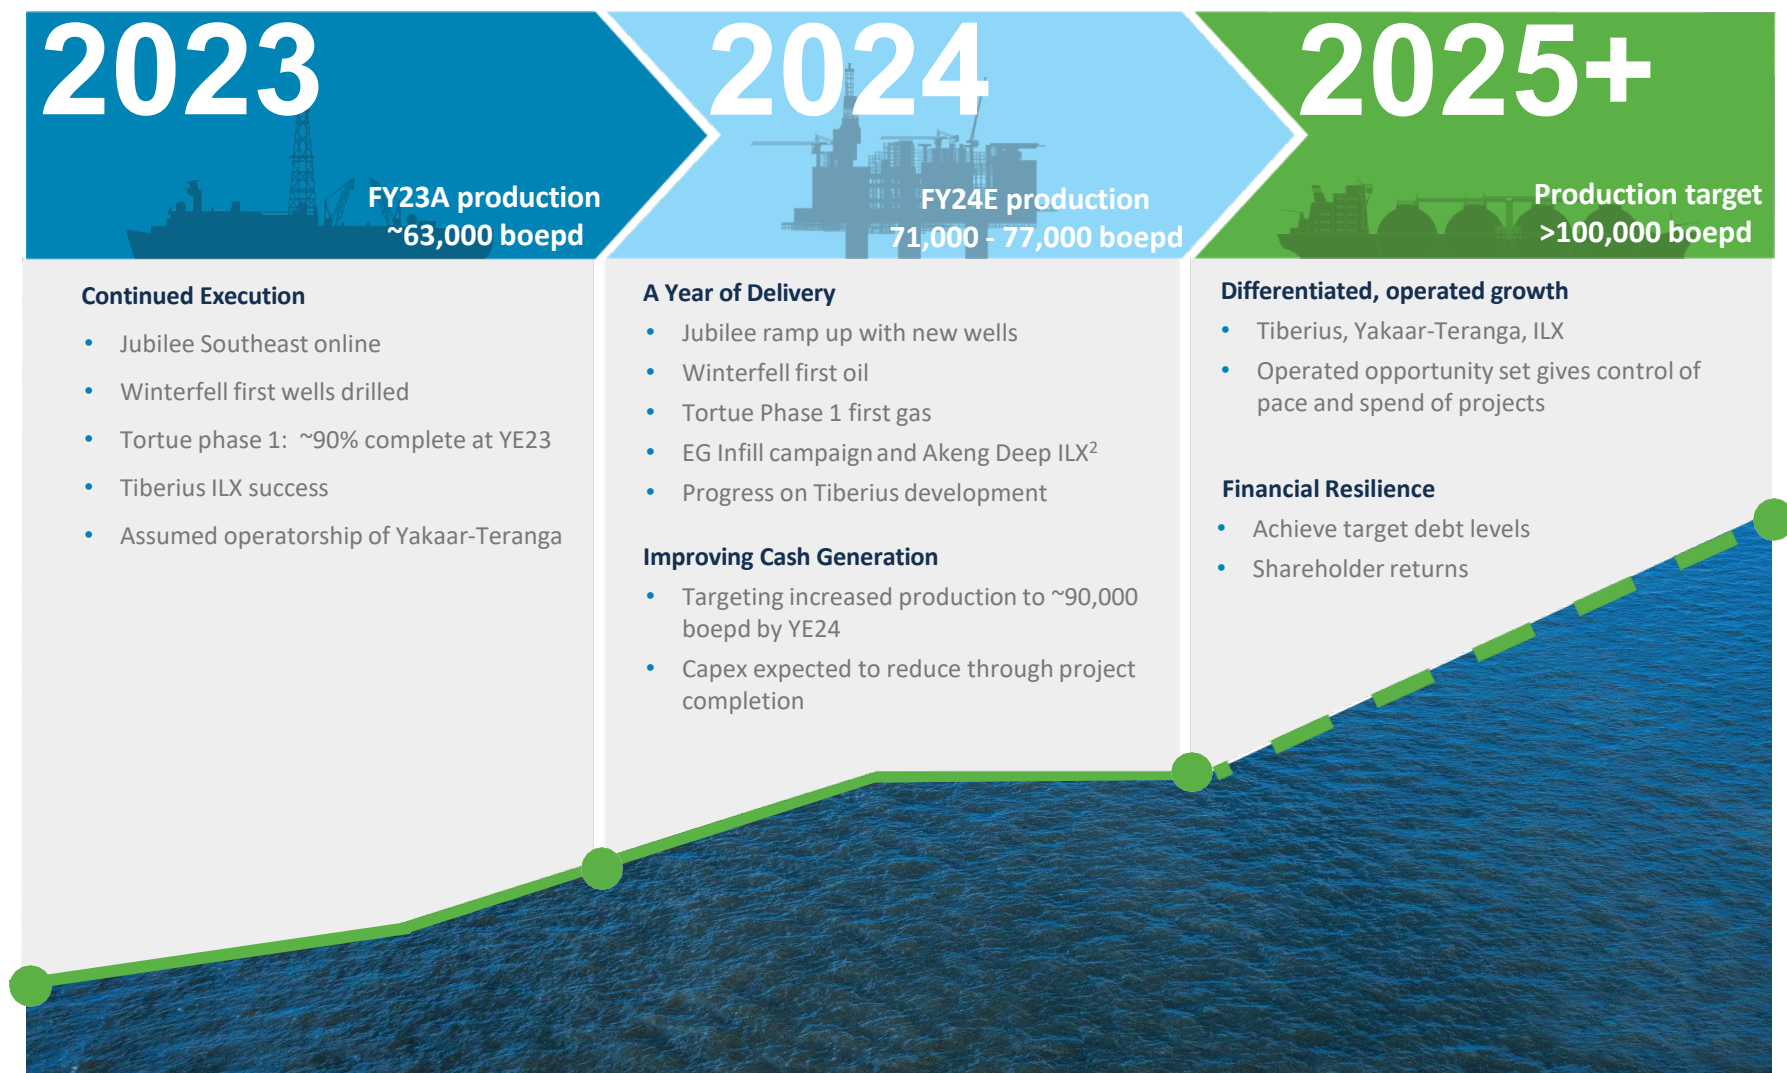 2023
FY23A production
~63,000 boepd
Continued Execution
• Jubilee Southeast online
• Winterfell first wells drilled
• Tortue phase 1:  ~90% complete at YE23
• Tiberius ILX success
• Assumed operatorship of Yakaar-Teranga
2024
FY24E production
71,000 - 77,000 boepd
A Year of Delivery
• Jubilee ramp up with new wells
• Winterfell first oil
• Tortue Phase 1 first gas
• EG Infill campaign and Akeng Deep ILX²
• Progress on Tiberius development
Improving Cash Generation
• Targeting increased production to ~90,000
boepd by YE24
• Capex expected to reduce through project
completion
2025+
Production target
>100,000 boepd
Differentiated, operated growth
• Tiberius, Yakaar-Teranga, ILX
• Operated opportunity set gives control of
pace and spend of projects
Financial Resilience
• Achieve target debt levels
• Shareholder returns